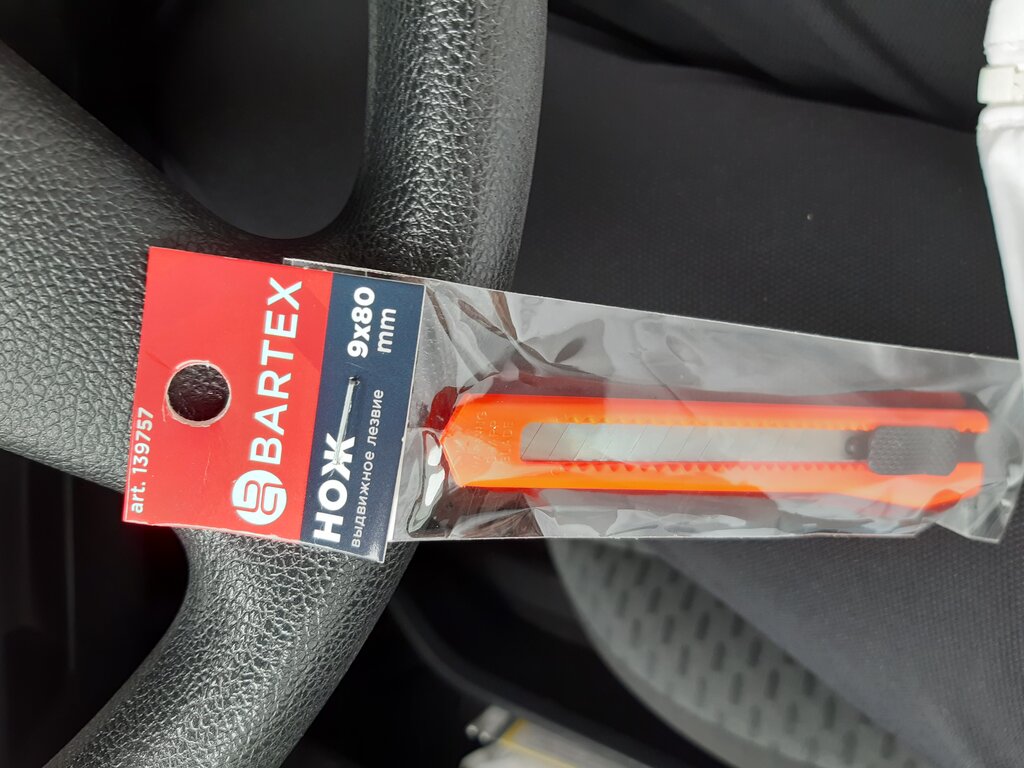 art. 139757
BARTEX
НОЖ 9x80
выдвижное лезвие mm